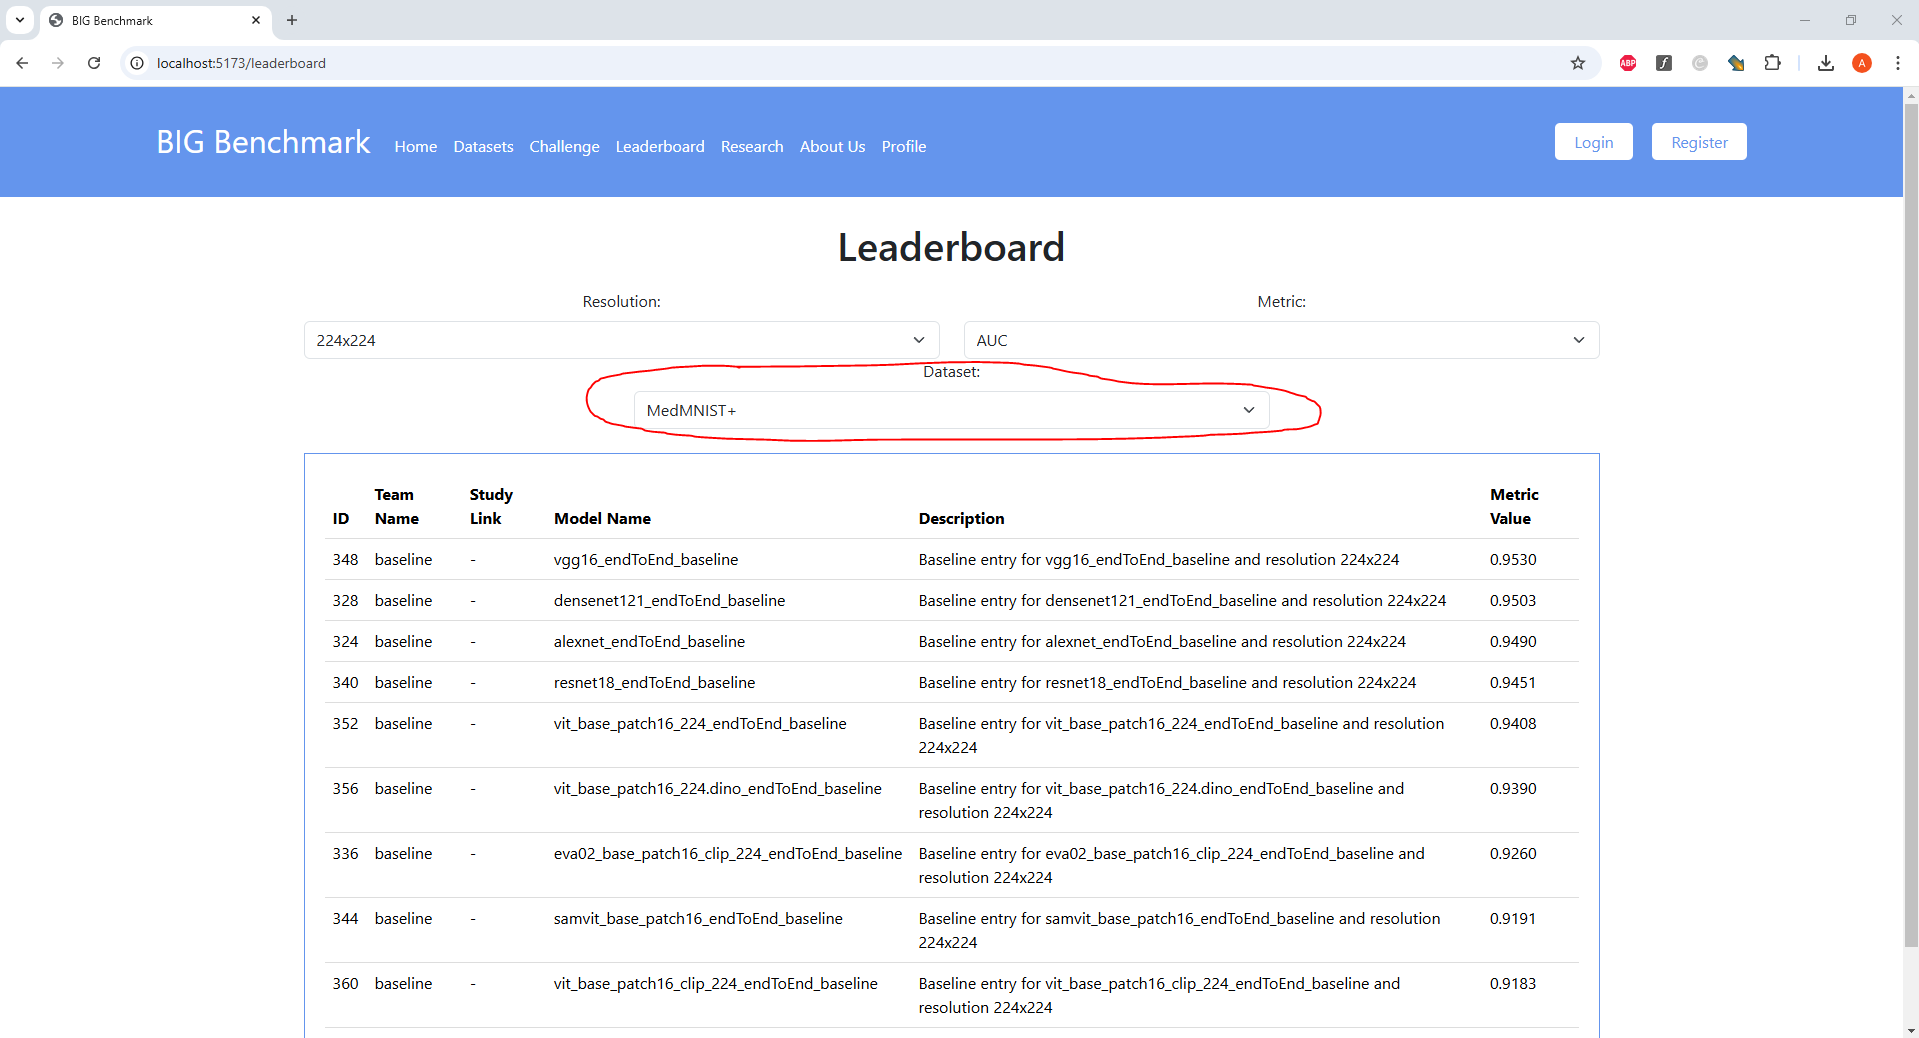 BIG Benchmark
localhost:5173/leaderboard
ABP
A
BIG Benchmark Home Datasets Challenge Leaderboard Research About Us Profile Login Register
Leaderboard
Resolution: Metric:
224x224 AUC
Dataset:
MedMNIST+
ID Team Name Study Link Model Name Description Metric Value
348 baseline - vgg16_endToEnd_baseline Baseline entry for vgg16_endToEnd_baseline and resolution 224x224 0.9530
328 baseline - densenet121_endToEnd_baseline Baseline entry for densenet121_endToEnd_baseline and resolution 224x224 0.9503
324 baseline - alexnet_endToEnd_baseline Baseline entry for alexnet_endToEnd_baseline and resolution 224x224 0.9490
340 baseline - resnet18_endToEnd_baseline Baseline entry for resnet18_endToEnd_baseline and resolution 224x224 0.9451
352 baseline - vit_base_patch16_224_endToEnd_baseline Baseline entry for vit_base_patch16_224_endToEnd_baseline and resolution 0.9408
224x224
356 baseline - vit_base_patch16_224.dino_endToEnd_baseline Baseline entry for vit_base_patch16_224.dino_endToEnd_baseline and 0.9390
resolution 224x224
336 baseline - eva02_base_patch16_clip_224_endToEnd_baseline Baseline entry for eva02_base_patch16_clip_224_endToEnd_baseline and 0.9260
resolution 224x224
344 baseline - samvit_base_patch16_endToEnd_baseline Baseline entry for samvit_base_patch16_endToEnd_baseline and resolution 0.9191
224x224
360 baseline - vit_base_patch16_clip_224_endToEnd_baseline Baseline entry for vit_base_patch16_clip_224_endToEnd_baseline and 0.9183
resolution 224x224